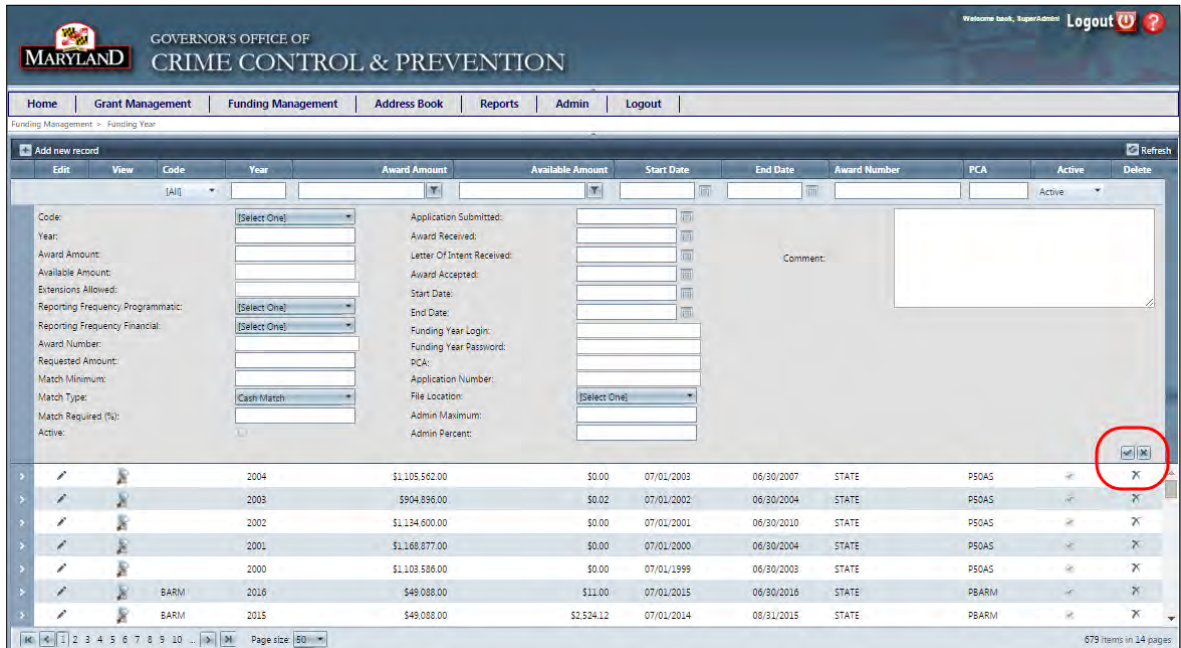 Welcome back, SuperAdmin! Logout
MARYLAND
GOVERNOR'S OFFICE OF
CRIME CONTROL & PREVENTION
Home Grant Management Funding Management Address Book Reports Admin Logout
Funding Management > Funding Year
Add new record Refresh
Edit View Code Year Award Amount Available Amount Start Date End Date Award Number PCA Active Delete
[All] Active
Code: [Select One] Application Submitted:
Year: Award Received:
Award Amount: Letter Of Intent Received: Comment:
Available Amount: Award Accepted:
Extensions Allowed: Start Date:
Reporting Frequency Programmatic: [Select One] End Date:
Reporting Frequency Financial: [Select One] Funding Year Login:
Award Number: Funding Year Password:
Requested Amount: PCA:
Match Minimum: Application Number:
Match Type: Cash Match File Location: [Select One]
Match Required (%): Admin Maximum:
Active: Admin Percent:
2004 $1,105,562.00 $0.00 07/01/2003 06/30/2007 STATE P50AS
2003 $904,896.00 $0.02 07/01/2002 06/30/2004 STATE P50AS
2002 $1,134,600.00 $0.00 07/01/2001 06/30/2010 STATE P50AS
2001 $1,168,877.00 $0.00 07/01/2000 06/30/2004 STATE P50AS
2000 $1,103,586.00 $0.00 07/01/1999 06/30/2003 STATE P50AS
BARM 2016 $49,088.00 $11.00 07/01/2015 06/30/2016 STATE PBARM
BARM 2015 $49,088.00 $2,524.12 07/01/2014 08/31/2015 STATE PBARM
1 2 3 4 5 6 7 8 9 10 ... Page size: 50 679 items in 14 pages